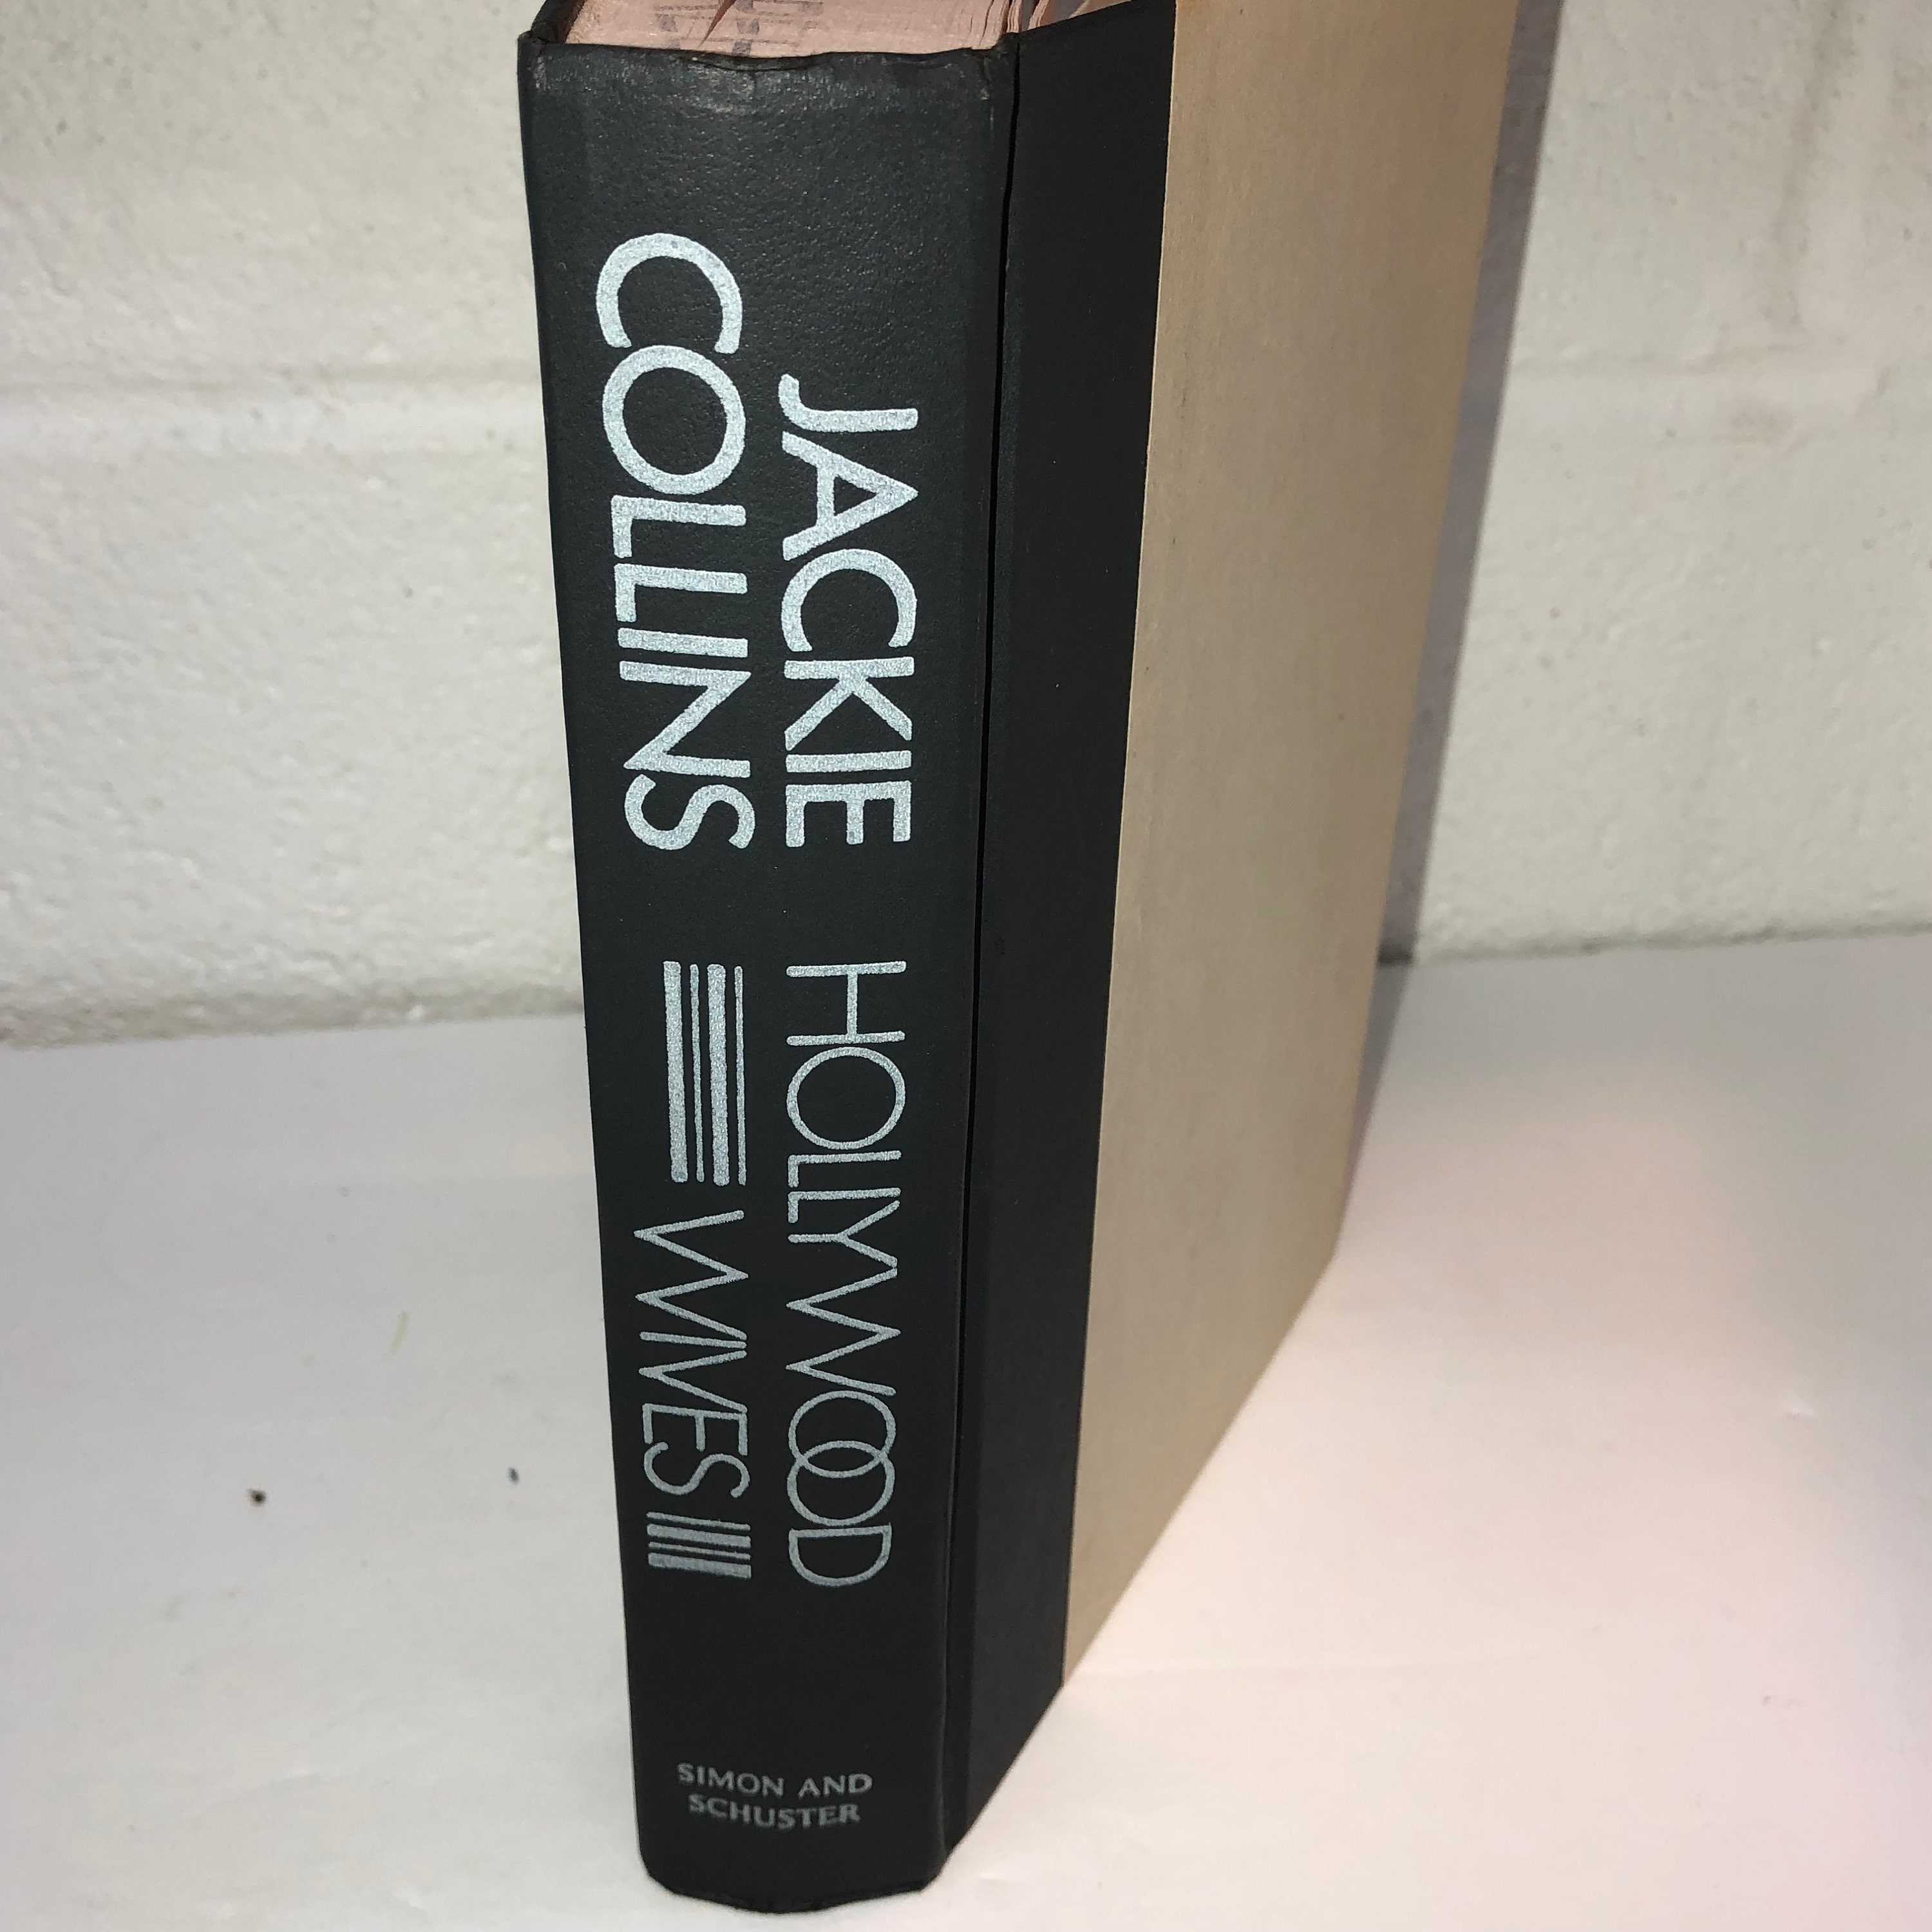 JACKIE
COLLINS
HOLLYWOOD
WIVES
SIMON AND
SCHUSTER